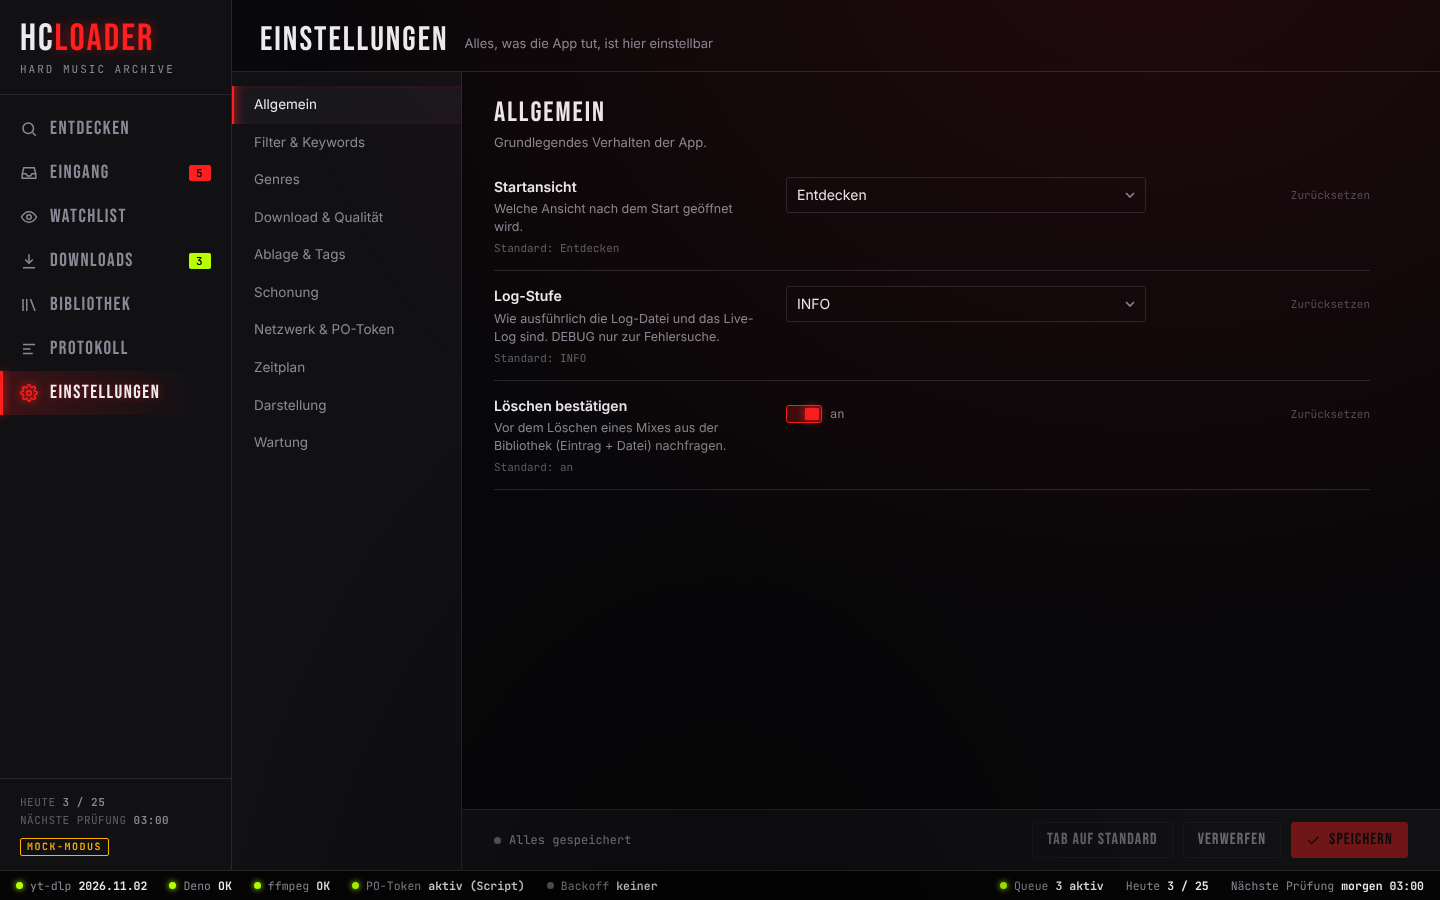 HCLOADER
HARD MUSIC ARCHIVE
ENTDECKEN
EINGANG 5
WATCHLIST
DOWNLOADS 3
BIBLIOTHEK
PROTOKOLL
EINSTELLUNGEN
HEUTE 3 / 25
NÄCHSTE PRÜFUNG 03:00
MOCK-MODUS
EINSTELLUNGEN Alles, was die App tut, ist hier einstellbar
Allgemein
Filter & Keywords
Genres
Download & Qualität
Ablage & Tags
Schonung
Netzwerk & PO-Token
Zeitplan
Darstellung
Wartung
ALLGEMEIN
Grundlegendes Verhalten der App.
Startansicht
Welche Ansicht nach dem Start geöffnet
wird.
Standard: Entdecken
Entdecken
Zurücksetzen
Log-Stufe
Wie ausführlich die Log-Datei und das Live-
Log sind. DEBUG nur zur Fehlersuche.
Standard: INFO
INFO
Zurücksetzen
Löschen bestätigen
Vor dem Löschen eines Mixes aus der
Bibliothek (Eintrag + Datei) nachfragen.
Standard: an
an
Zurücksetzen
Alles gespeichert
TAB AUF STANDARD
VERWERFEN
SPEICHERN
yt-dlp 2026.11.02 Deno OK ffmpeg OK PO-Token aktiv (Script) Backoff keiner Queue 3 aktiv Heute 3 / 25 Nächste Prüfung morgen 03:00